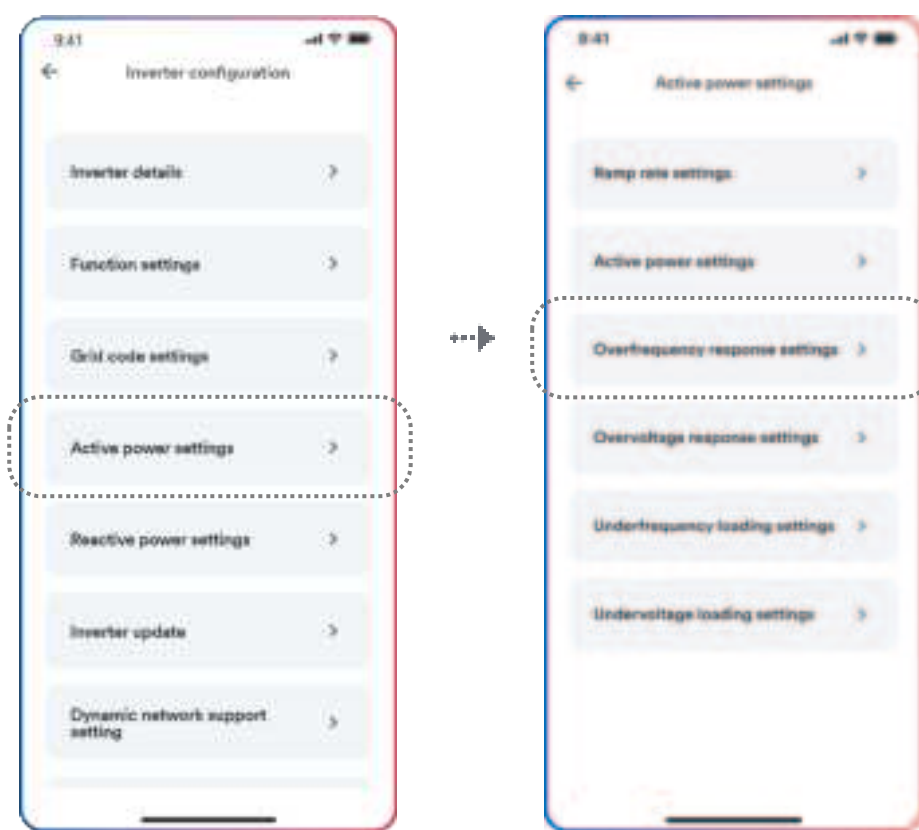 9:41
Inverter configuration
Inverter details
Function settings
Grid code settings
Active power settings
Reactive power settings
Inverter update
Dynamic network support
setting
9:41
Active power settings
Ramp rate settings
Active power settings
Overfrequency response settings
Overvoltage response settings
Underfrequency loading settings
Undervoltage loading settings